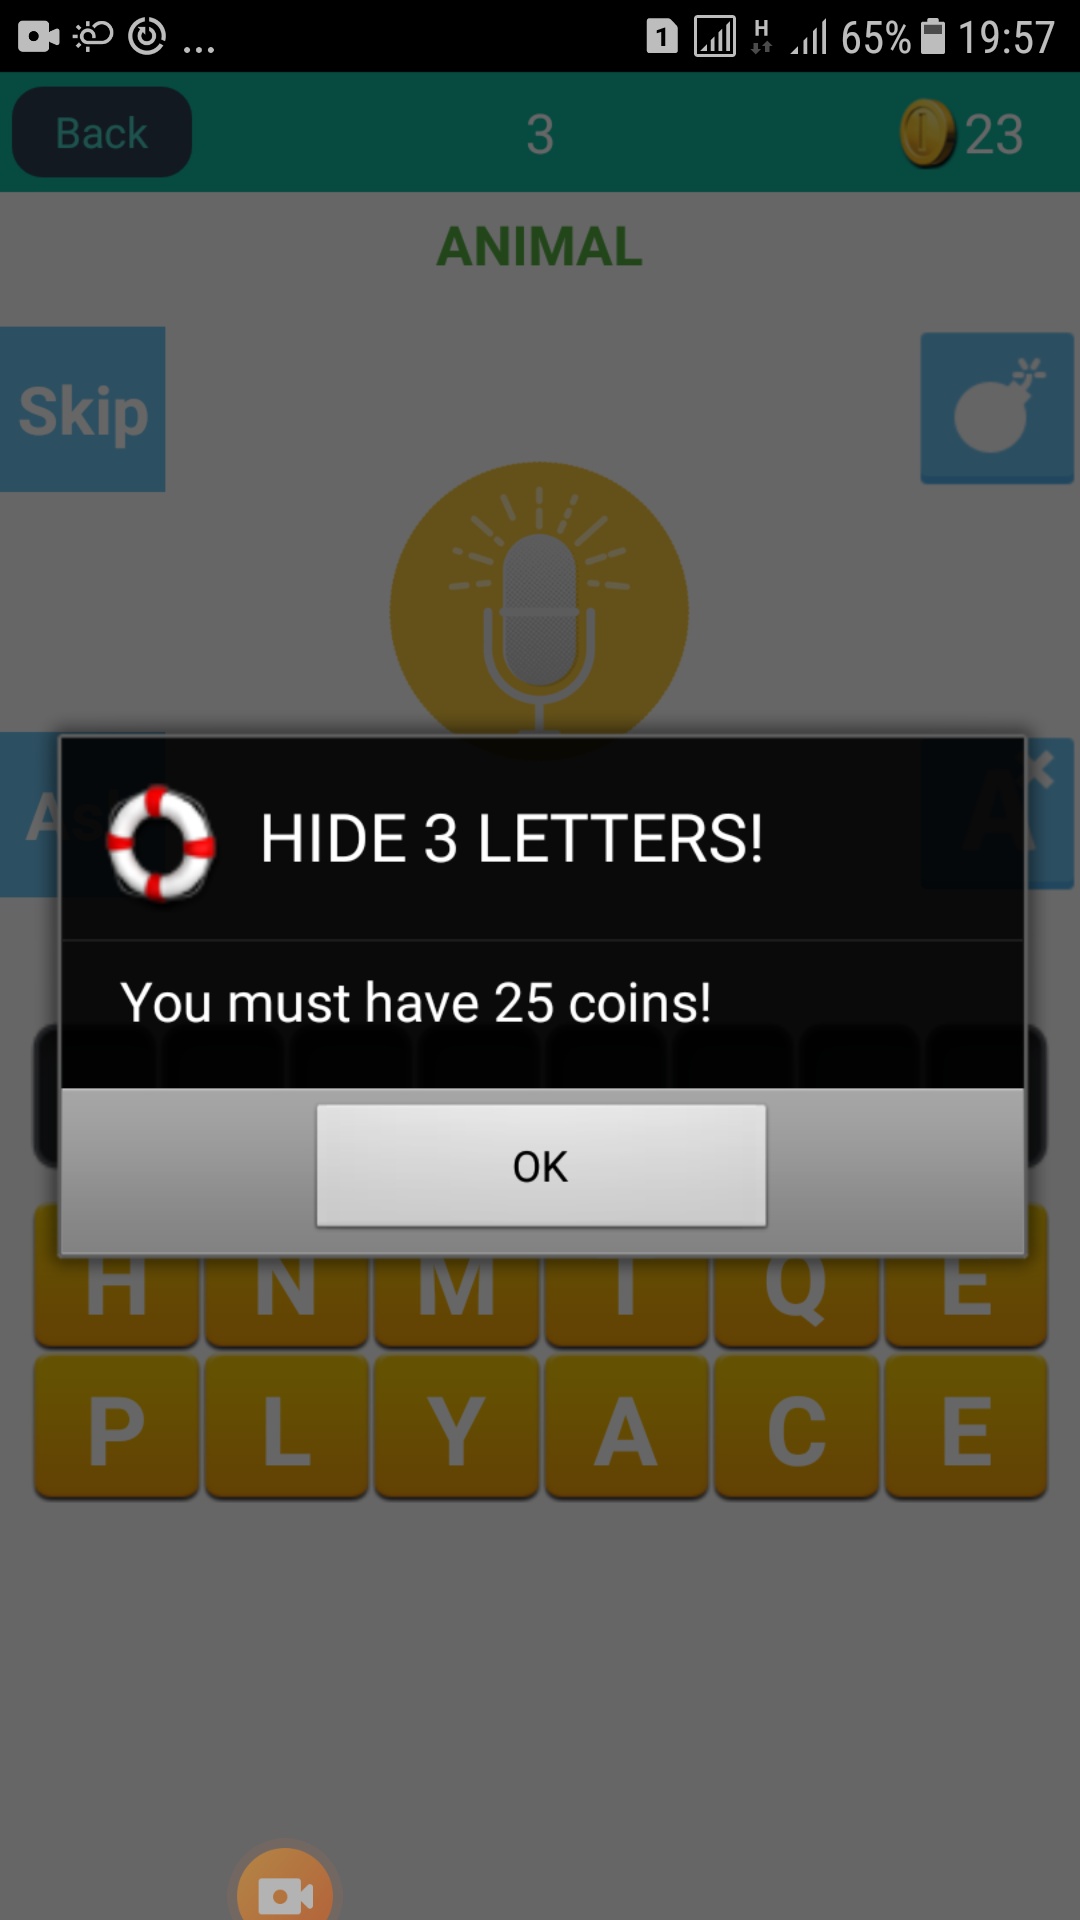 ... 1 H 65% 19:57
Back 3 23
ANIMAL
Skip
A
HIDE 3 LETTERS!
You must have 25 coins!
OK
H N M T Q E
P L Y A C E